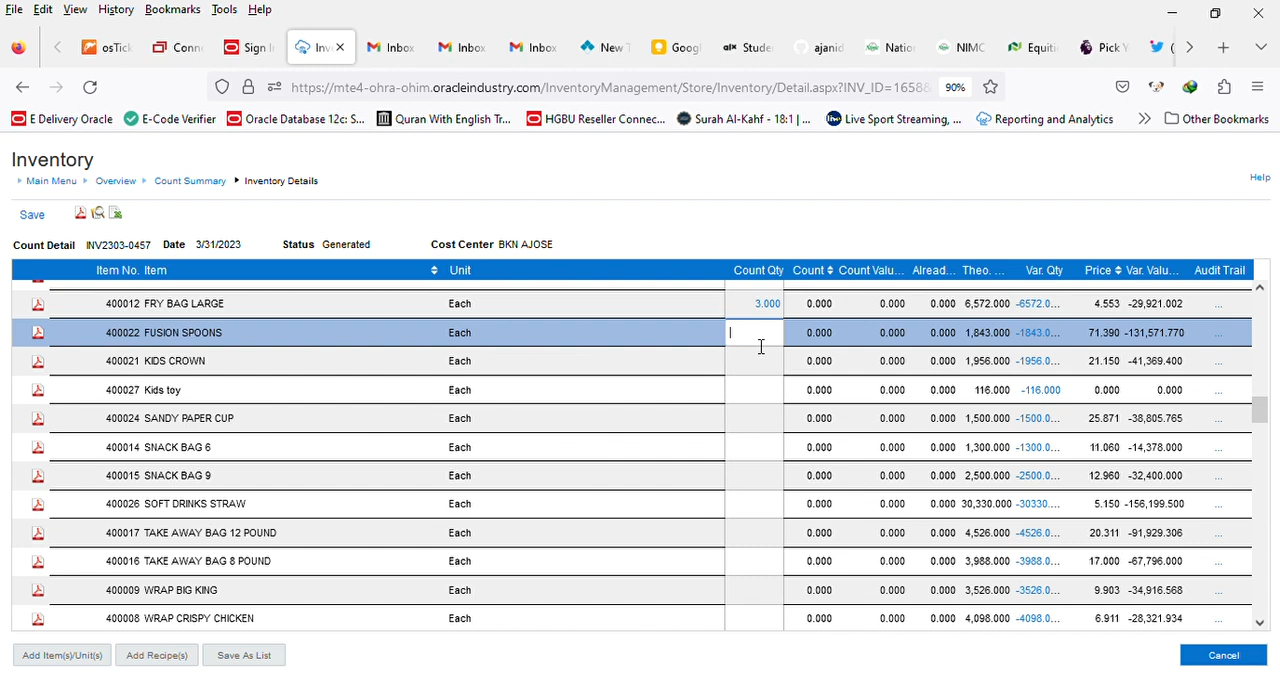 File Edit View History Bookmarks Tools Help
osTick Conn Sign I Inv Inbox Inbox Inbox New T Goog Stude ajanid Natio NIMC Equiti Pick Y
https://mte4-ohra-ohim.oracleindustry.com/InventoryManagement/Store/Inventory/Detail.aspx?INV_ID=16588 90%
E Delivery Oracle E-Code Verifier Oracle Database 12c: S... Quran With English Tr... HGBU Reseller Connec... Surah Al-Kahf - 18:1 | ... Live Sport Streaming, ... Reporting and Analytics Other Bookmarks
Inventory
Main Menu Overview Count Summary Inventory Details Help
Save
Count Detail INV2303-0457 Date 3/31/2023 Status Generated Cost Center BKN AJOSE
Item No. Item Unit Count Qty Count Count Valu... Alread... Theo. ... Var. Qty Price Var. Valu... Audit Trail
400012 FRY BAG LARGE Each 3.000 0.000 0.000 0.000 6,572.000 -6572.0... 4.553 -29,921.002 ...
400022 FUSION SPOONS Each 0.000 0.000 0.000 1,843.000 -1843.0... 71.390 -131,571.770 ...
400021 KIDS CROWN Each 0.000 0.000 0.000 1,956.000 -1956.0... 21.150 -41,369.400 ...
400027 Kids toy Each 0.000 0.000 0.000 116.000 -116.000 0.000 0.000 ...
400024 SANDY PAPER CUP Each 0.000 0.000 0.000 1,500.000 -1500.0... 25.871 -38,805.765 ...
400014 SNACK BAG 6 Each 0.000 0.000 0.000 1,300.000 -1300.0... 11.060 -14,378.000 ...
400015 SNACK BAG 9 Each 0.000 0.000 0.000 2,500.000 -2500.0... 12.960 -32,400.000 ...
400026 SOFT DRINKS STRAW Each 0.000 0.000 0.000 30,330.000 -30330.0... 5.150 -156,199.500 ...
400017 TAKE AWAY BAG 12 POUND Each 0.000 0.000 0.000 4,526.000 -4526.0... 20.311 -91,929.306 ...
400016 TAKE AWAY BAG 8 POUND Each 0.000 0.000 0.000 3,988.000 -3988.0... 17.000 -67,796.000 ...
400009 WRAP BIG KING Each 0.000 0.000 0.000 3,526.000 -3526.0... 9.903 -34,916.568 ...
400008 WRAP CRISPY CHICKEN Each 0.000 0.000 0.000 4,098.000 -4098.0... 6.911 -28,321.934 ...
Add Item(s)/Unit(s) Add Recipe(s) Save As List Cancel